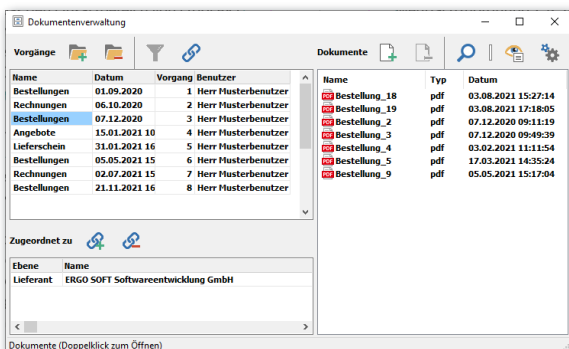 Dokumentenverwaltung
Vorgänge
Name Datum Vorgang Benutzer
Bestellungen 01.09.2020 1 Herr Musterbenutzer
Rechnungen 06.10.2020 2 Herr Musterbenutzer
Bestellungen 07.12.2020 3 Herr Musterbenutzer
Angebote 15.01.2021 10 4 Herr Musterbenutzer
Lieferschein 31.01.2021 16 5 Herr Musterbenutzer
Bestellungen 05.05.2021 15 6 Herr Musterbenutzer
Rechnungen 02.07.2021 15 7 Herr Musterbenutzer
Bestellungen 21.11.2021 16 8 Herr Musterbenutzer
Zugeordnet zu
Ebene Name
Lieferant ERGO SOFT Softwareentwicklung GmbH
Dokumente
Name Typ Datum
PDF Bestellung_18 pdf 03.08.2021 15:27:14
PDF Bestellung_19 pdf 03.08.2021 17:18:05
PDF Bestellung_2 pdf 07.12.2020 09:11:19
PDF Bestellung_3 pdf 07.12.2020 09:49:39
PDF Bestellung_4 pdf 03.02.2021 11:11:54
PDF Bestellung_5 pdf 17.03.2021 14:35:24
PDF Bestellung_9 pdf 05.05.2021 15:17:04
Dokumente (Doppelklick zum Öffnen)